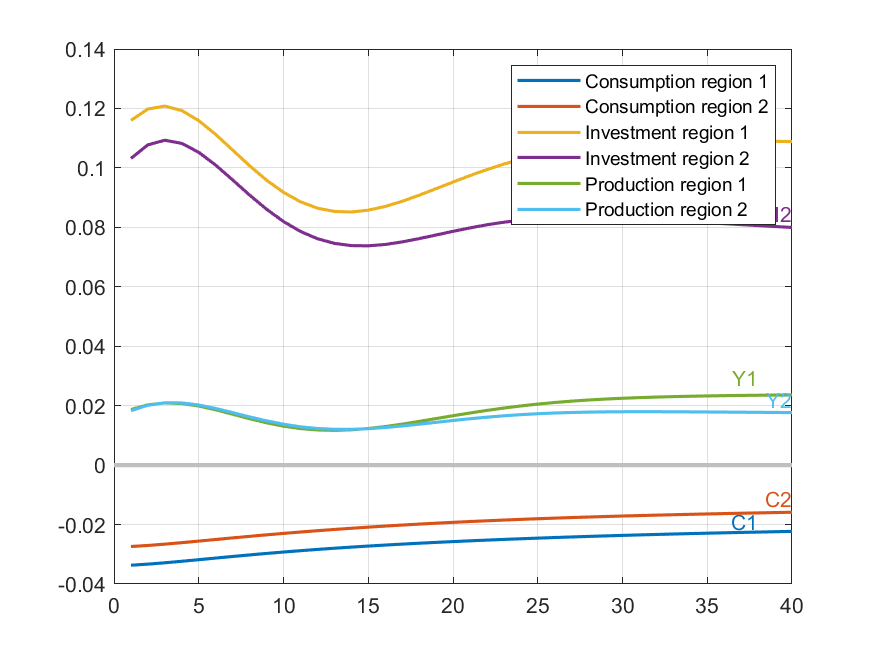 0.14
0.12
0.1
0.08
0.06
0.04
0.02
0
-0.02
-0.04
Consumption region 1
Consumption region 2
Investment region 1
Investment region 2
Production region 1
Production region 2
I2
Y1
Y2
C2
C1
0 5 10 15 20 25 30 35 40